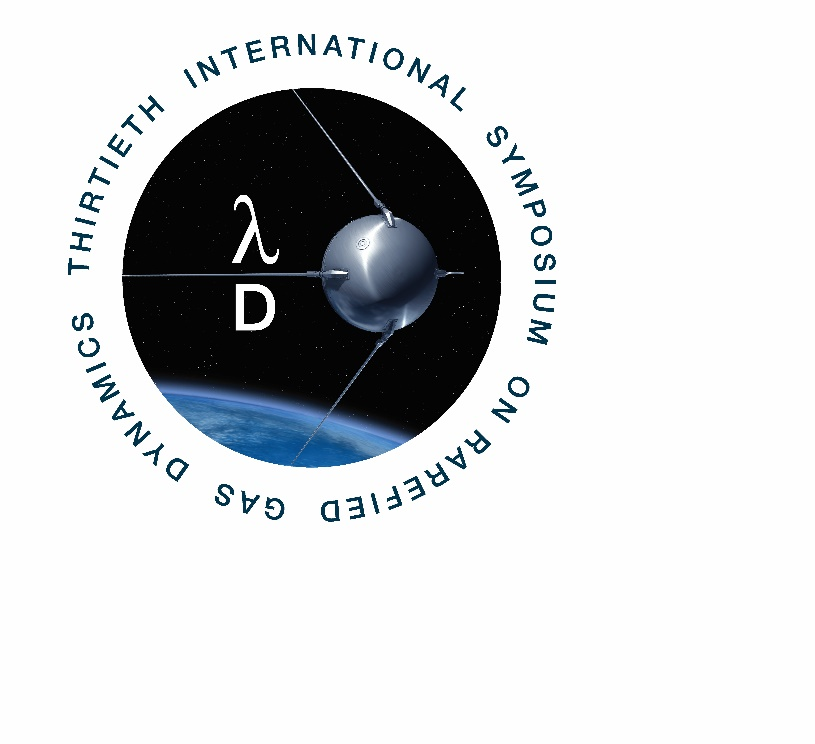 THIRTIETH INTERNATIONAL SYMPOSIUM ON RAREFIED GAS DYNAMICS
λ
D